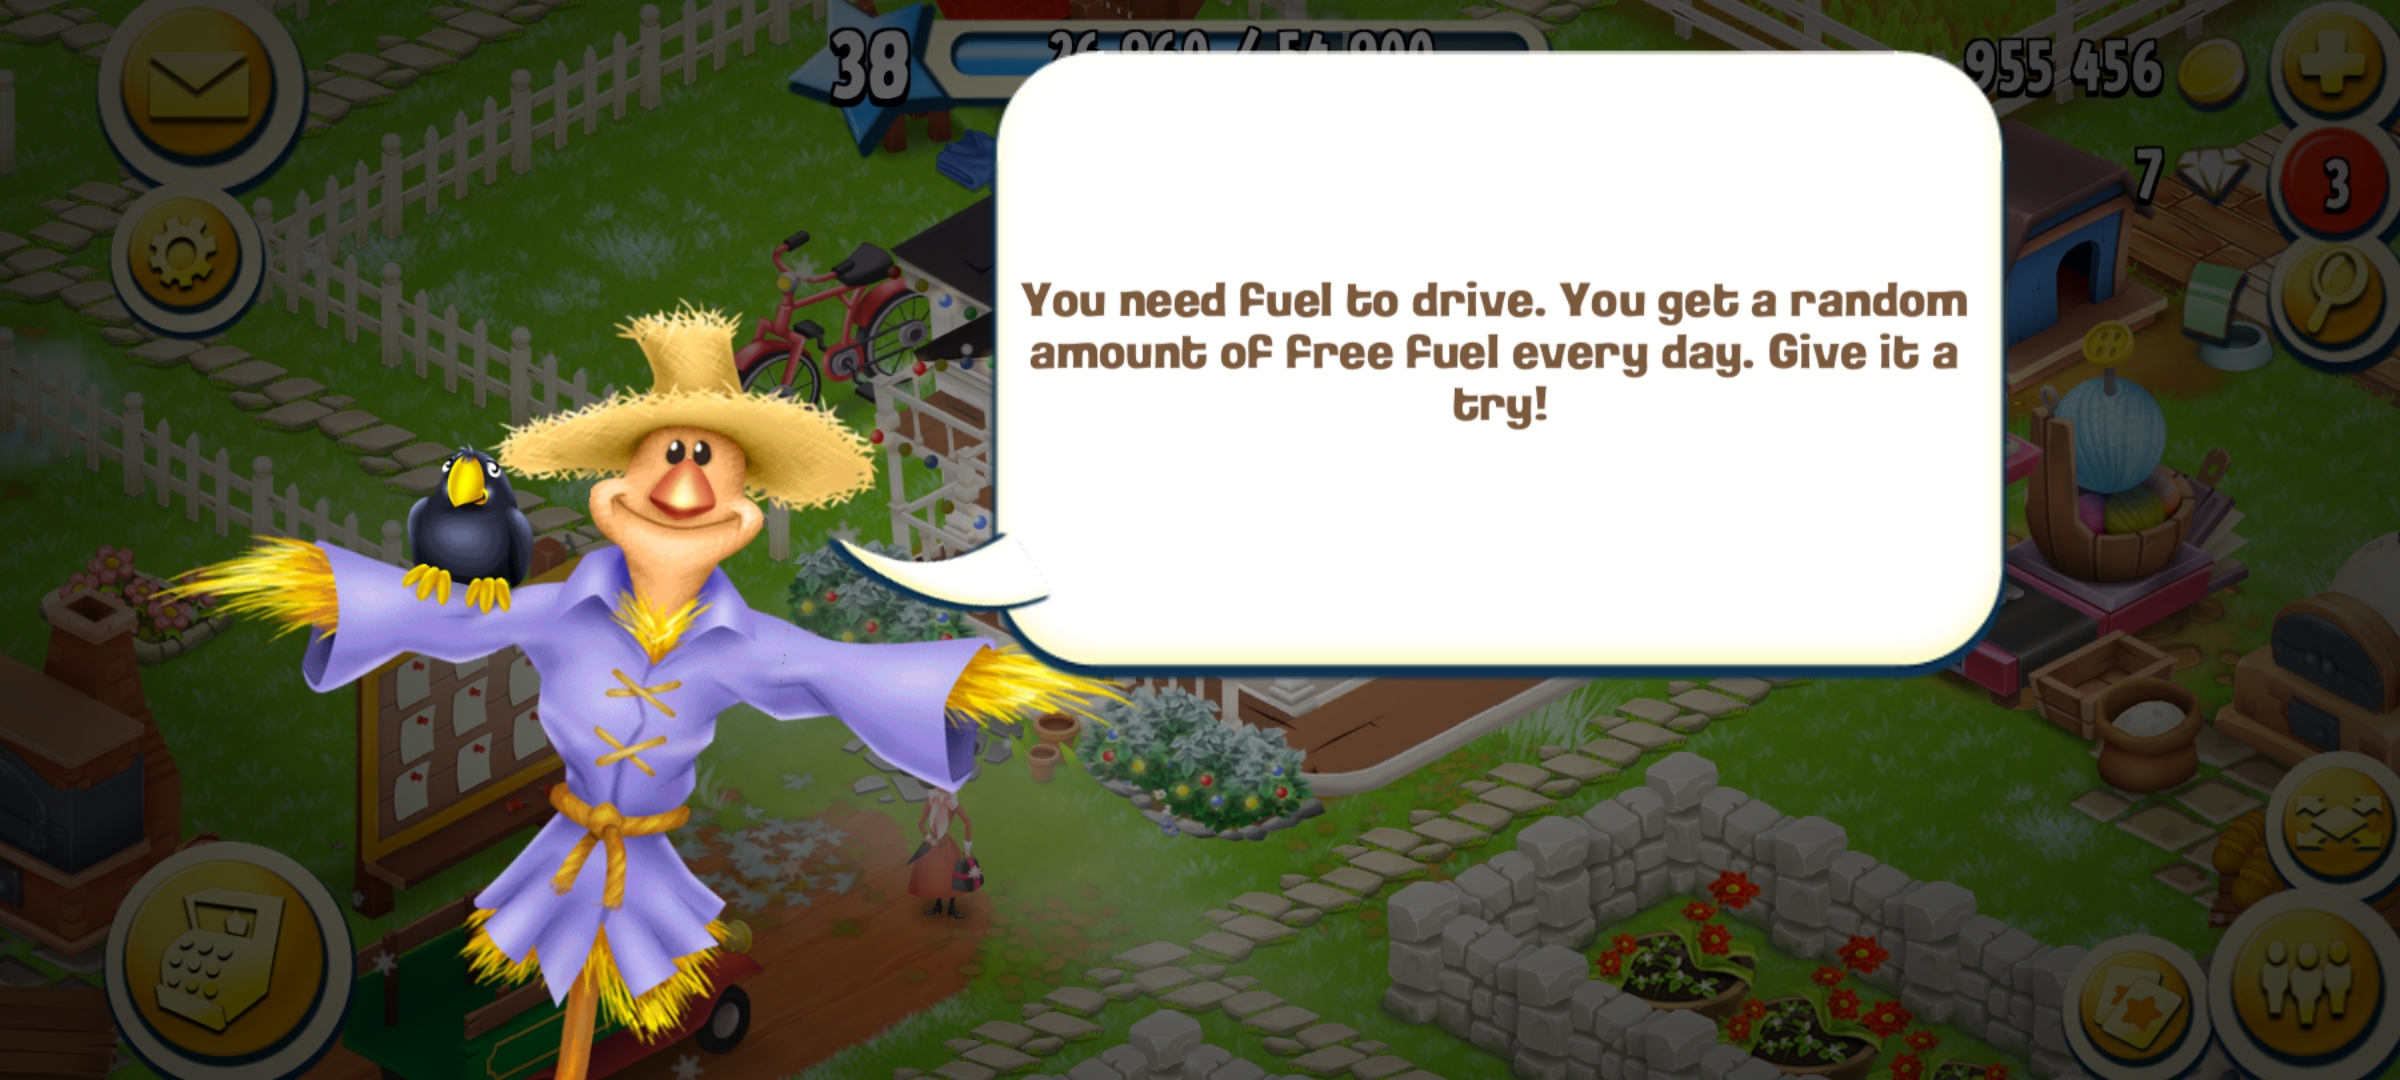 38
955 456
7
3
You need fuel to drive. You get a random
amount of free fuel every day. Give it a
try!